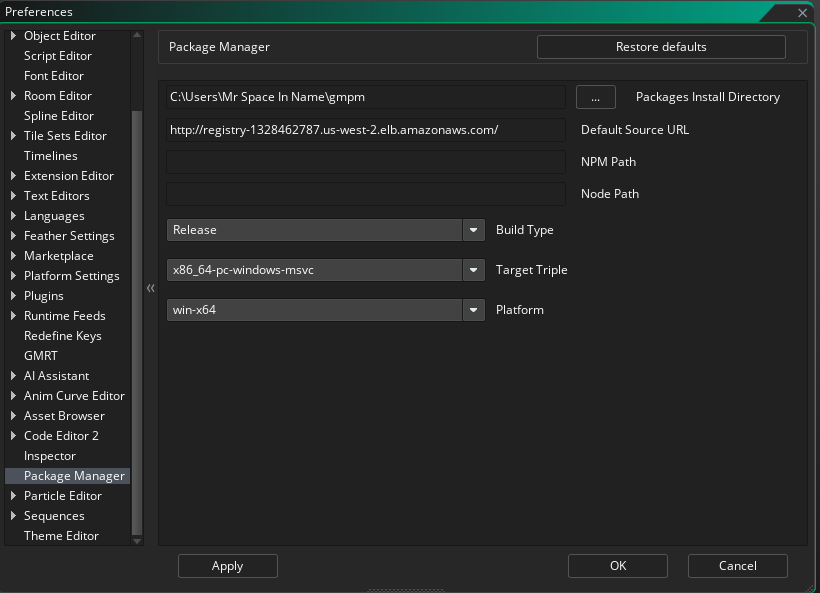 Preferences
Object Editor
Script Editor
Font Editor
Room Editor
Spline Editor
Tile Sets Editor
Timelines
Extension Editor
Text Editors
Languages
Feather Settings
Marketplace
Platform Settings
Plugins
Runtime Feeds
Redefine Keys
GMRT
AI Assistant
Anim Curve Editor
Asset Browser
Code Editor 2
Inspector
Package Manager
Particle Editor
Sequences
Theme Editor
Package Manager
Restore defaults
C:\Users\Mr Space In Name\gmpm
...
Packages Install Directory
http://registry-1328462787.us-west-2.elb.amazonaws.com/
Default Source URL
NPM Path
Node Path
Release
Build Type
x86_64-pc-windows-msvc
Target Triple
win-x64
Platform
Apply
OK
Cancel